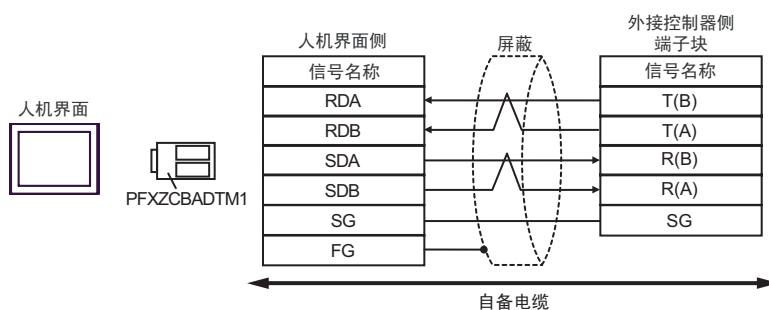 人机界面
PFXZCBADTM1
人机界面侧
信号名称
RDA
RDB
SDA
SDB
SG
FG
屏蔽
外接控制器侧
端子块
信号名称
T(B)
T(A)
R(B)
R(A)
SG
自备电缆